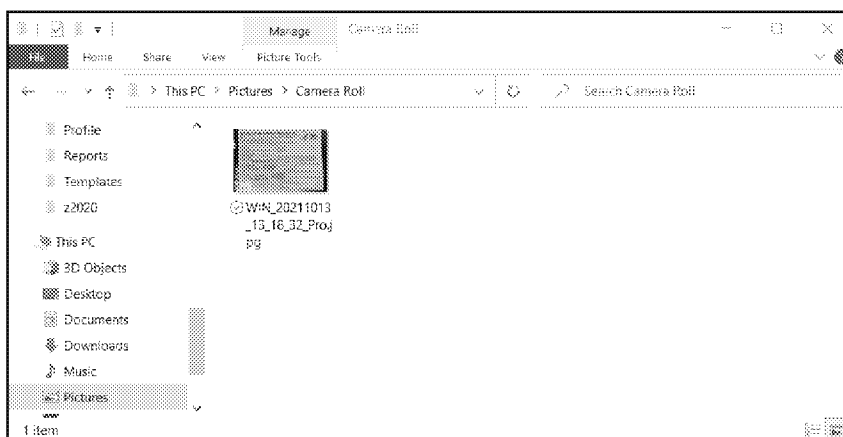 Manage
Camera Roll
File
Home
Share
View
Picture Tools
This PC > Pictures > Camera Roll
Search Camera Roll
Profile
Reports
Templates
z2020
This PC
3D Objects
Desktop
Documents
Downloads
Music
Pictures
WIN_20211013
_13_18_32_Pro.j
pg
1 item